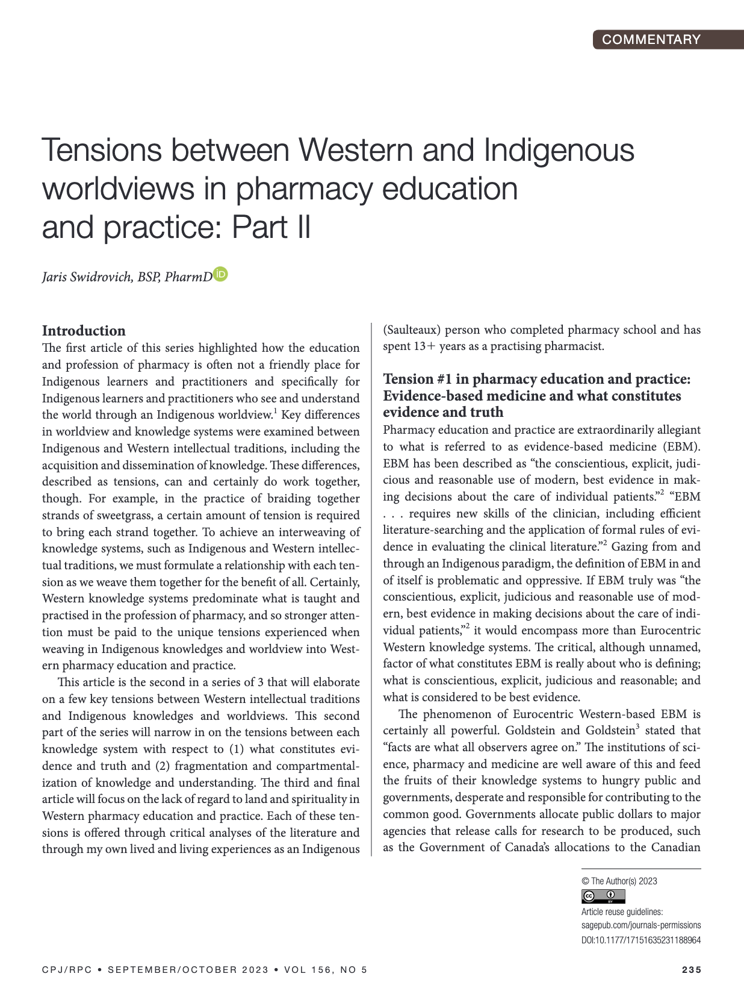 COMMENTARY
Tensions between Western and Indigenous
worldviews in pharmacy education
and practice: Part II
Jaris Swidrovich, BSP, PharmD iD
Introduction
The first article of this series highlighted how the education
and profession of pharmacy is often not a friendly place for
Indigenous learners and practitioners and specifically for
Indigenous learners and practitioners who see and understand
the world through an Indigenous worldview.1 Key differences
in worldview and knowledge systems were examined between
Indigenous and Western intellectual traditions, including the
acquisition and dissemination of knowledge. These differences,
described as tensions, can and certainly do work together,
though. For example, in the practice of braiding together
strands of sweetgrass, a certain amount of tension is required
to bring each strand together. To achieve an interweaving of
knowledge systems, such as Indigenous and Western intellec-
tual traditions, we must formulate a relationship with each ten-
sion as we weave them together for the benefit of all. Certainly,
Western knowledge systems predominate what is taught and
practised in the profession of pharmacy, and so stronger atten-
tion must be paid to the unique tensions experienced when
weaving in Indigenous knowledges and worldview into West-
ern pharmacy education and practice.
This article is the second in a series of 3 that will elaborate
on a few key tensions between Western intellectual traditions
and Indigenous knowledges and worldviews. This second
part of the series will narrow in on the tensions between each
knowledge system with respect to (1) what constitutes evi-
dence and truth and (2) fragmentation and compartmental-
ization of knowledge and understanding. The third and final
article will focus on the lack of regard to land and spirituality in
Western pharmacy education and practice. Each of these ten-
sions is offered through critical analyses of the literature and
through my own lived and living experiences as an Indigenous
(Saulteaux) person who completed pharmacy school and has
spent 13+ years as a practising pharmacist.
Tension #1 in pharmacy education and practice:
Evidence-based medicine and what constitutes
evidence and truth
Pharmacy education and practice are extraordinarily allegiant
to what is referred to as evidence-based medicine (EBM).
EBM has been described as “the conscientious, explicit, judi-
cious and reasonable use of modern, best evidence in mak-
ing decisions about the care of individual patients.”2 “EBM
. . . requires new skills of the clinician, including efficient
literature-searching and the application of formal rules of evi-
dence in evaluating the clinical literature.”2 Gazing from and
through an Indigenous paradigm, the definition of EBM in and
of itself is problematic and oppressive. If EBM truly was “the
conscientious, explicit, judicious and reasonable use of mod-
ern, best evidence in making decisions about the care of indi-
vidual patients,”2 it would encompass more than Eurocentric
Western knowledge systems. The critical, although unnamed,
factor of what constitutes EBM is really about who is defining;
what is conscientious, explicit, judicious and reasonable; and
what is considered to be best evidence.
The phenomenon of Eurocentric Western-based EBM is
certainly all powerful. Goldstein and Goldstein3 stated that
“facts are what all observers agree on.” The institutions of sci-
ence, pharmacy and medicine are well aware of this and feed
the fruits of their knowledge systems to hungry public and
governments, desperate and responsible for contributing to the
common good. Governments allocate public dollars to major
agencies that release calls for research to be produced, such
as the Government of Canada’s allocations to the Canadian
© The Author(s) 2023
cc BY
Article reuse guidelines:
sagepub.com/journals-permissions
DOI:10.1177/17151635231188964
CPJ/RPC • SEPTEMBER/OCTOBER 2023 • VOL 156, NO 5
235